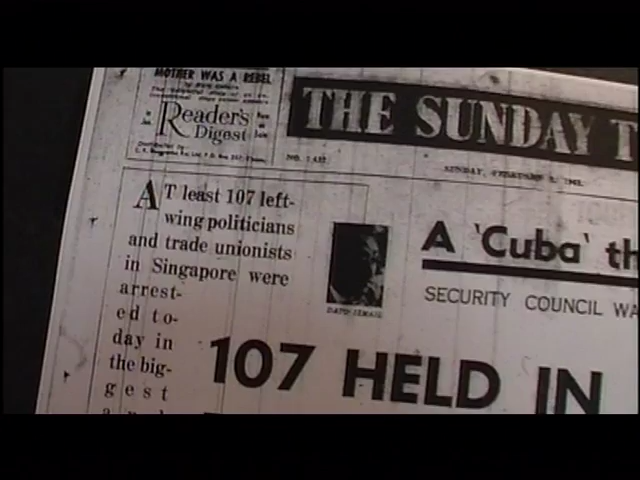 MOTHER WAS A REBEL
Reader's
Digest
THE SUNDAY T
NO. 1,432
SUNDAY, FEBRUARY 3, 1963.
AT least 107 left-
wing politicians
and trade unionists
in Singapore were
arrest-
ed to-
day in
the big-
gest
A 'Cuba' th
SECURITY COUNCIL WA
DATO ISMAIL
107 HELD IN